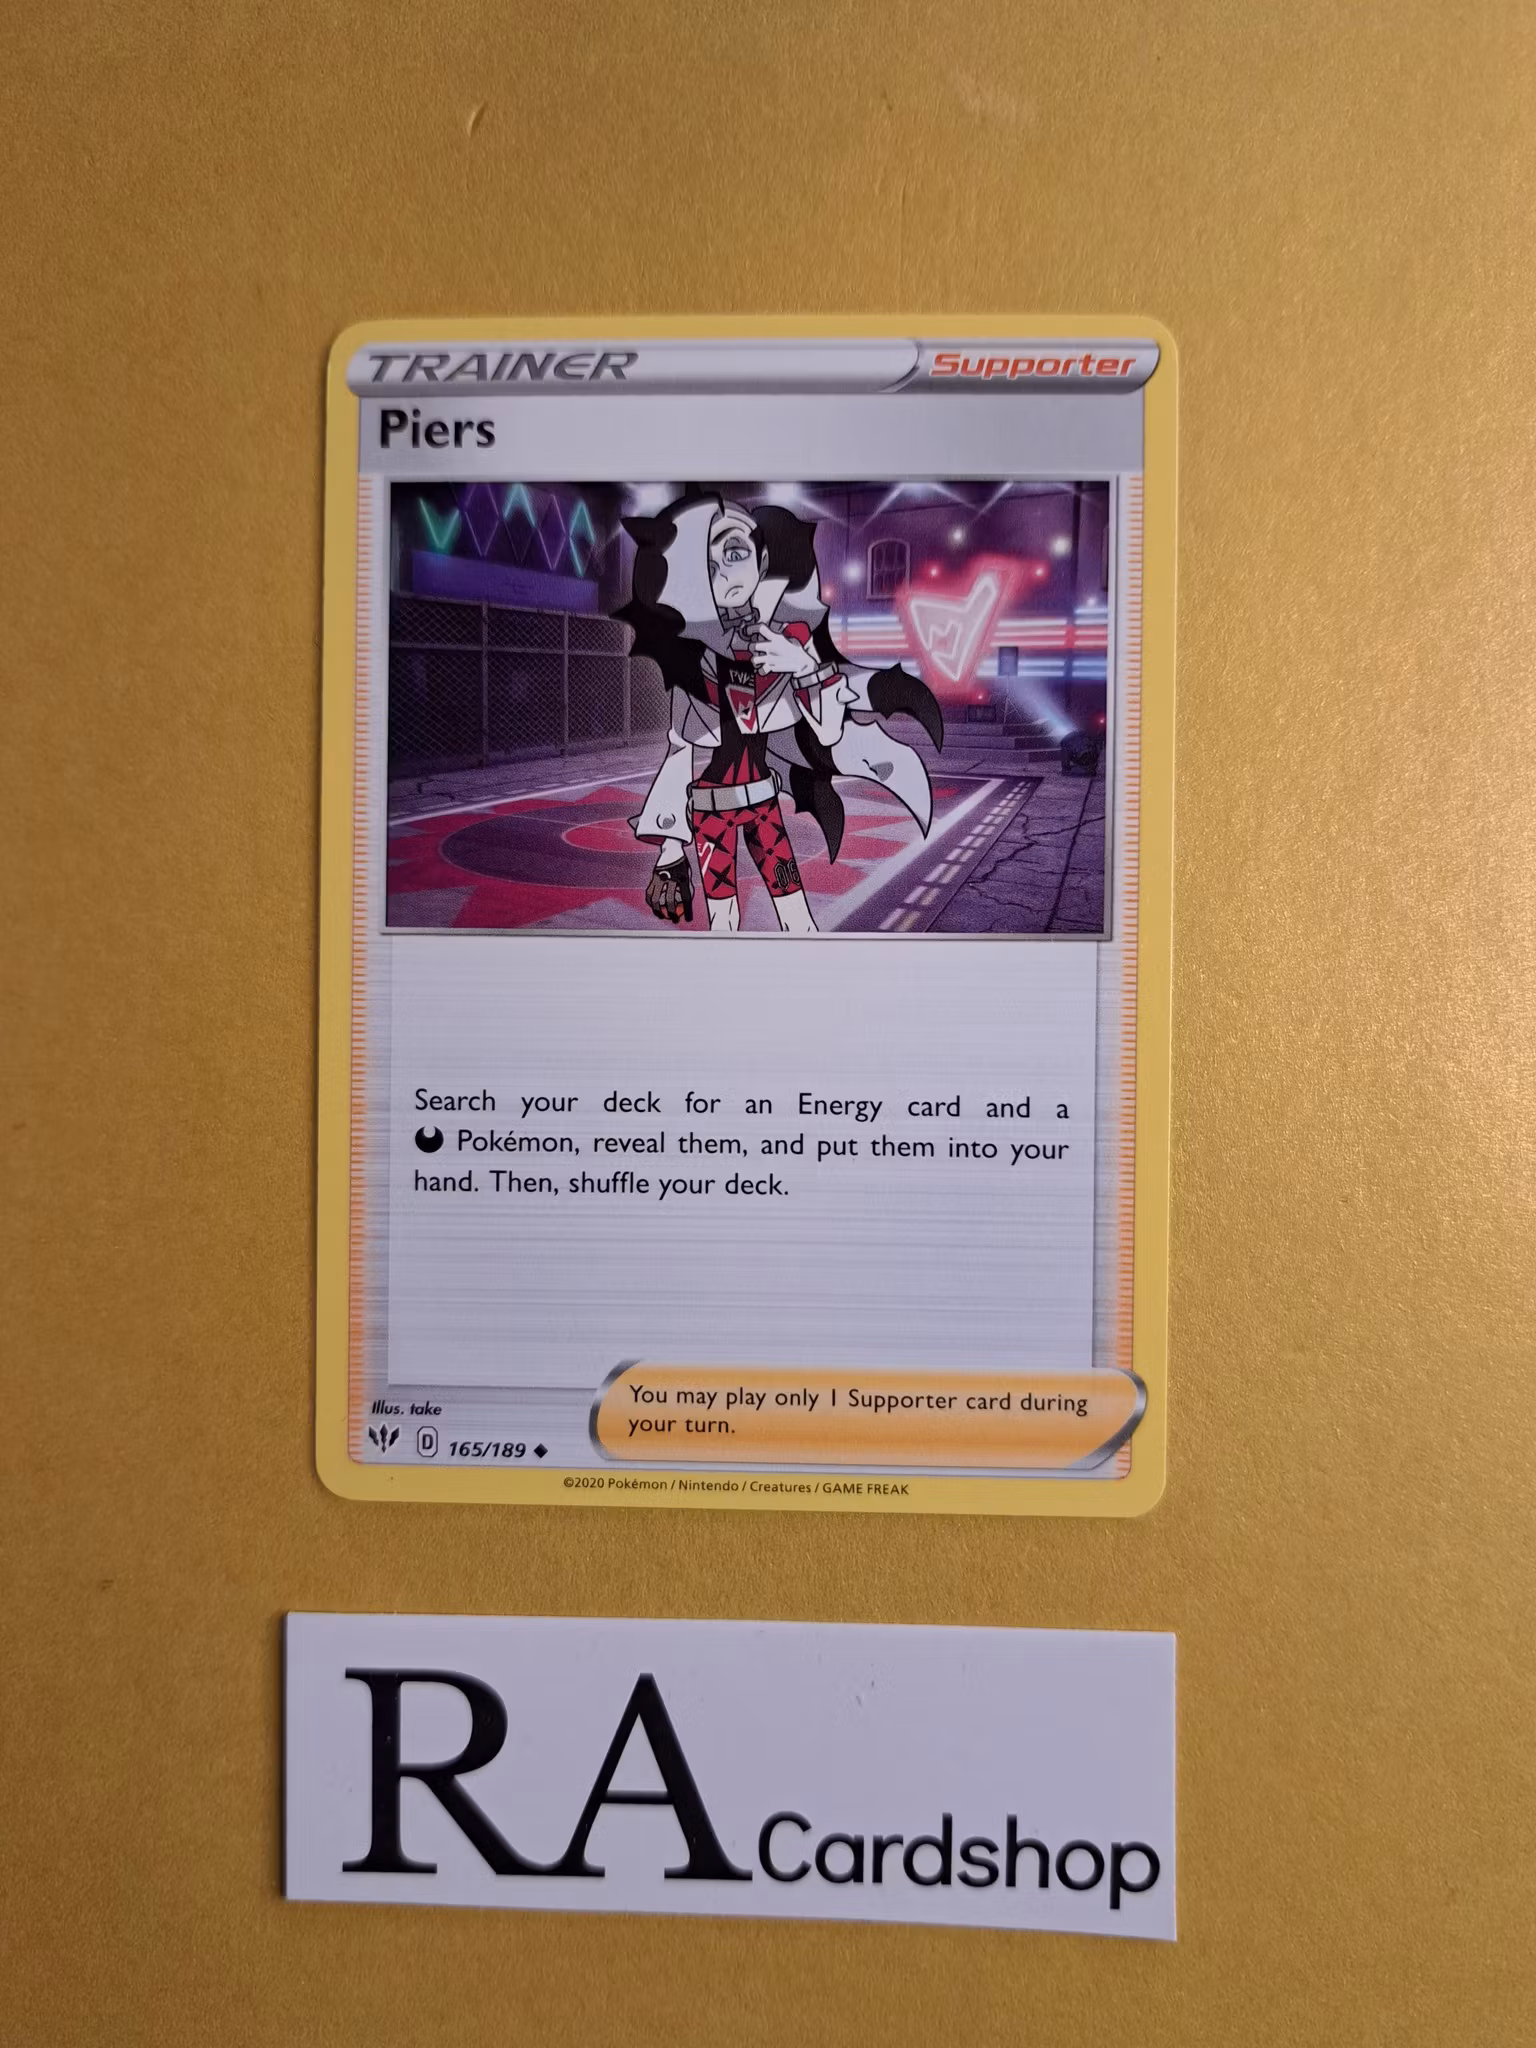 TRAINER Supporter
Piers
06
Search your deck for an Energy card and a
Pokémon, reveal them, and put them into your
hand. Then, shuffle your deck.
You may play only 1 Supporter card during
your turn.
Illus. take
D 165/189
©2020 Pokémon / Nintendo / Creatures / GAME FREAK
RA Cardshop